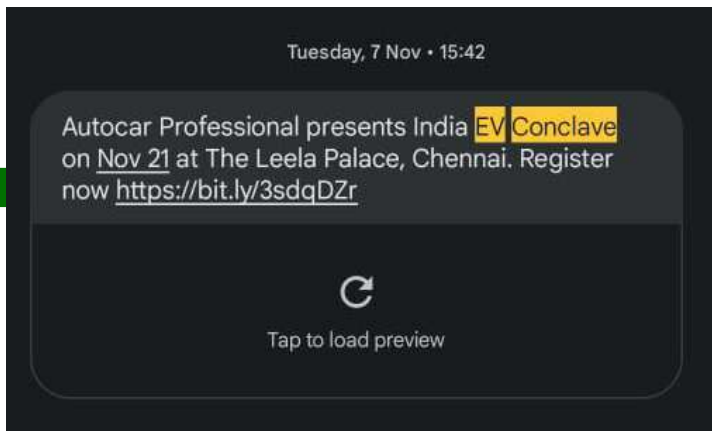 Tuesday, 7 Nov • 15:42
Autocar Professional presents India EV Conclave
on Nov 21 at The Leela Palace, Chennai. Register
now https://bit.ly/3sdqDZr
Tap to load preview